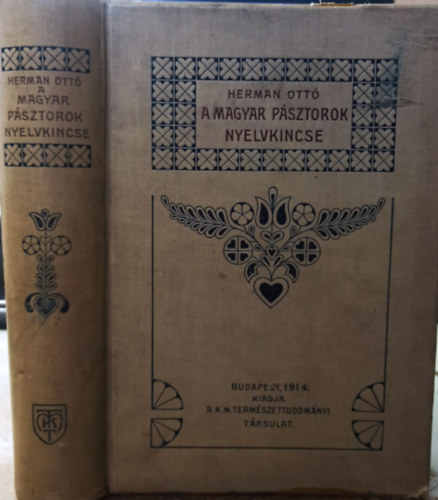 HERMAN OTTÓ
A
MAGYAR
PÁSZTOROK
NYELVKINCSE
HERMAN OTTÓ
A MAGYAR PÁSZTOROK
NYELVKINCSE
BUDAPEST, 1914.
KIADJA
A K.M. TERMÉSZETTUDOMÁNYI
TÁRSULAT.